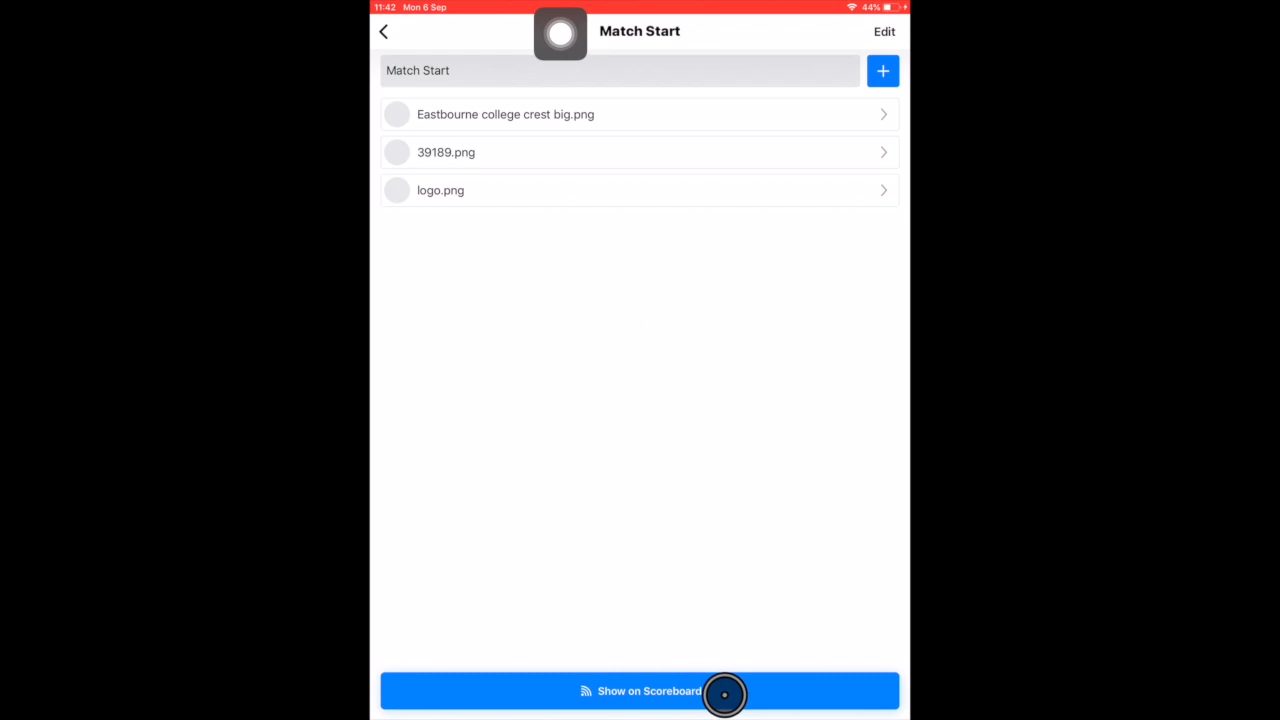 11:42 Mon 6 Sep 44%
Match Start Edit
Match Start
Eastbourne college crest big.png
39189.png
logo.png
Show on Scoreboard